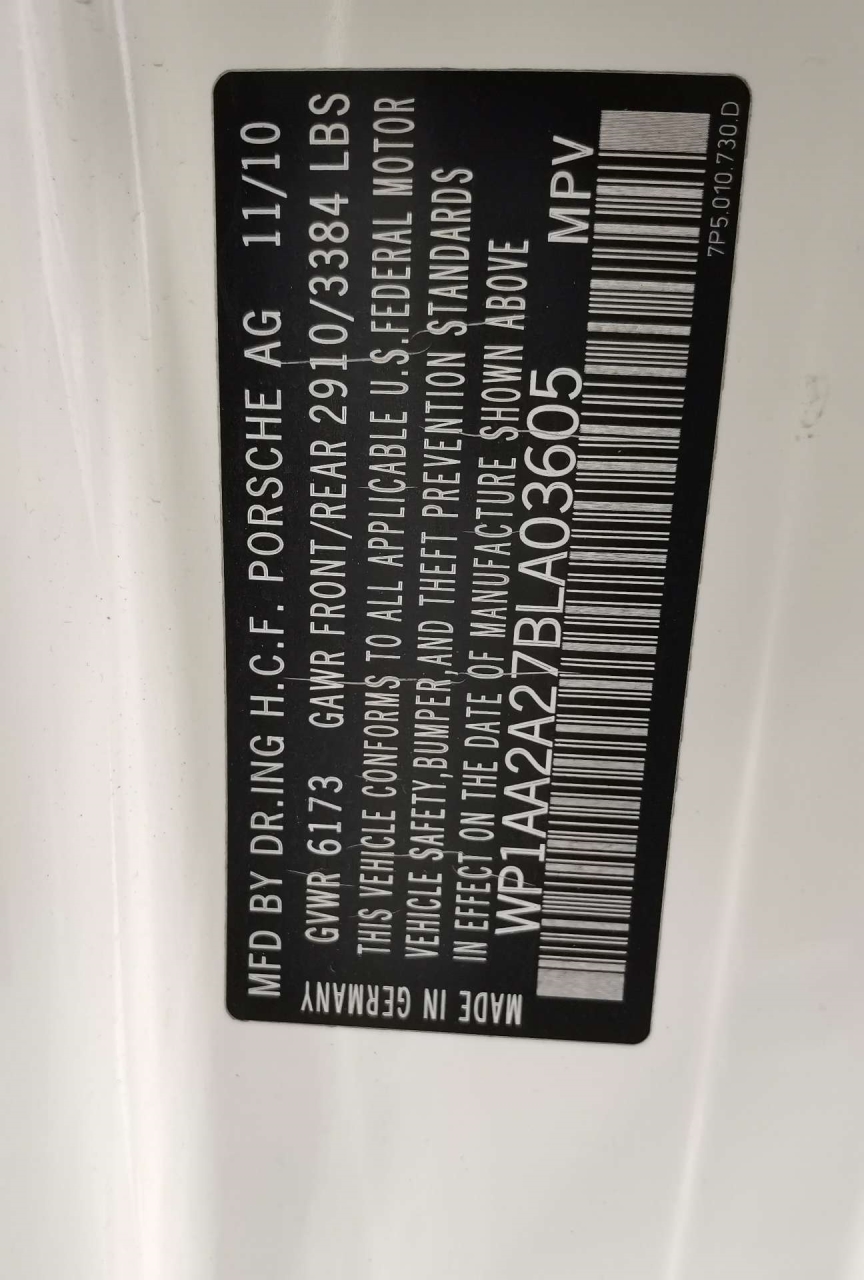 MFD BY DR.ING H.C.F. PORSCHE AG 11/10
GVWR 6173 GAWR FRONT/REAR 2910/3384 LBS
THIS VEHICLE CONFORMS TO ALL APPLICABLE U.S.FEDERAL MOTOR
VEHICLE SAFETY,BUMPER,AND THEFT PREVENTION STANDARDS
IN EFFECT ON THE DATE OF MANUFACTURE SHOWN ABOVE
WP1AA2A27BLA03605 MPV
7P5.010.730.D
MADE IN GERMANY